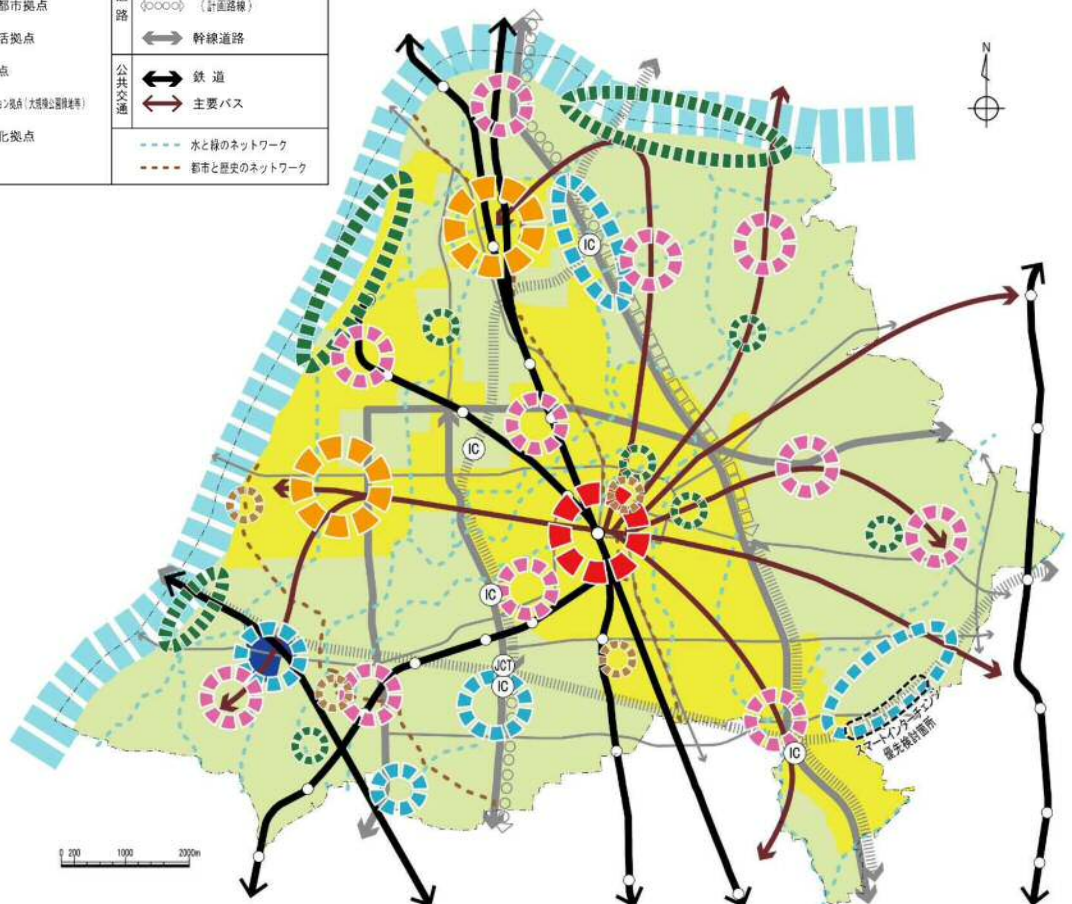 都市拠点
活拠点
点
ョン拠点(大規模公園緑地等)
化拠点
路
(計画路線)
幹線道路
公共交通
鉄道
主要バス
水と緑のネットワーク
都市と歴史のネットワーク
N
IC
IC
IC
JCT
IC
IC
スマートインターチェンジ
優先検討箇所
0 200 1000 2000m